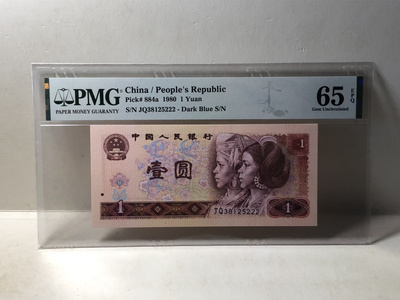 PMG
PAPER MONEY GUARANTY
China / People's Republic
Pick# 884a 1980 1 Yuan
S/N JQ38125222 - Dark Blue S/N
65 EPQ
Gem Uncirculated
中国人民银行
1
壹圆
1
JQ38125222
1